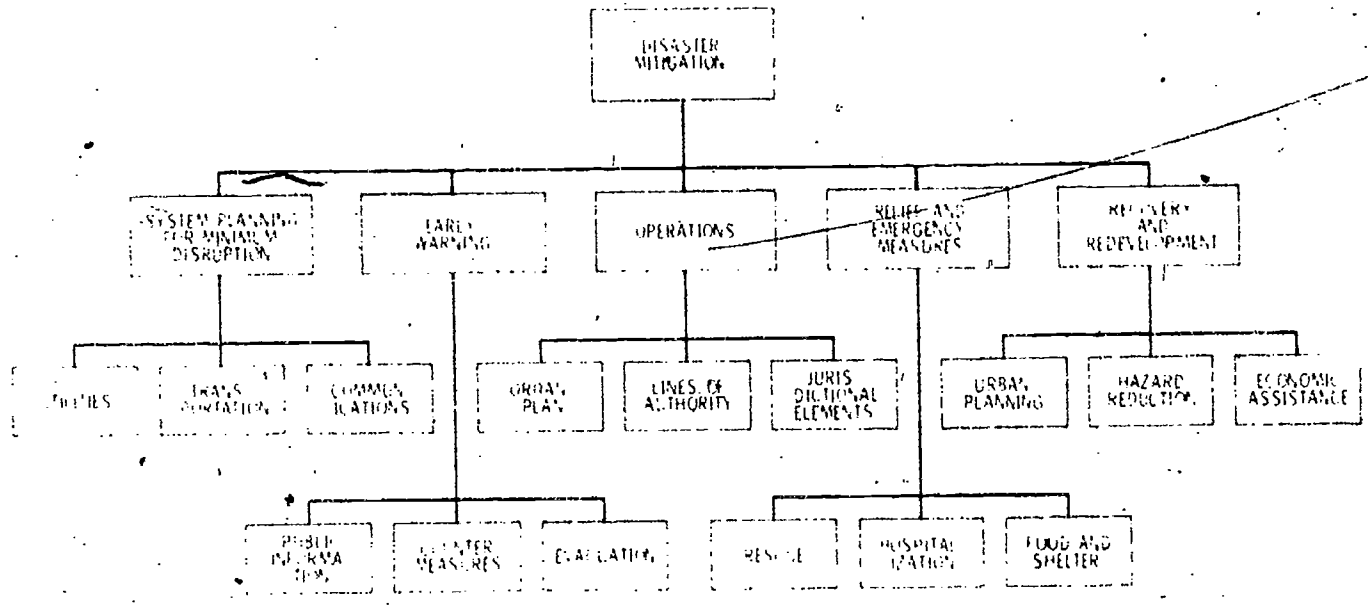 DISASTER
MITIGATION
SYSTEM PLANNING
FOR MINIMUM
DISRUPTION
EARLY
WARNING
OPERATIONS
RELIEF AND
EMERGENCY
MEASURES
RECOVERY
AND
REDEVELOPMENT
TRANS
PORTATION
COMMUN
ICATIONS
URBAN
PLAN
LINES OF
AUTHORITY
JURIS
DICTIONAL
ELEMENTS
URBAN
PLANNING
HAZARD
REDUCTION
ECONOMIC
ASSISTANCE
PUBLIC
INFORMA
TION
MEASURES
RESCUE
HOSPITAL
IZATION
FOOD AND
SHELTER